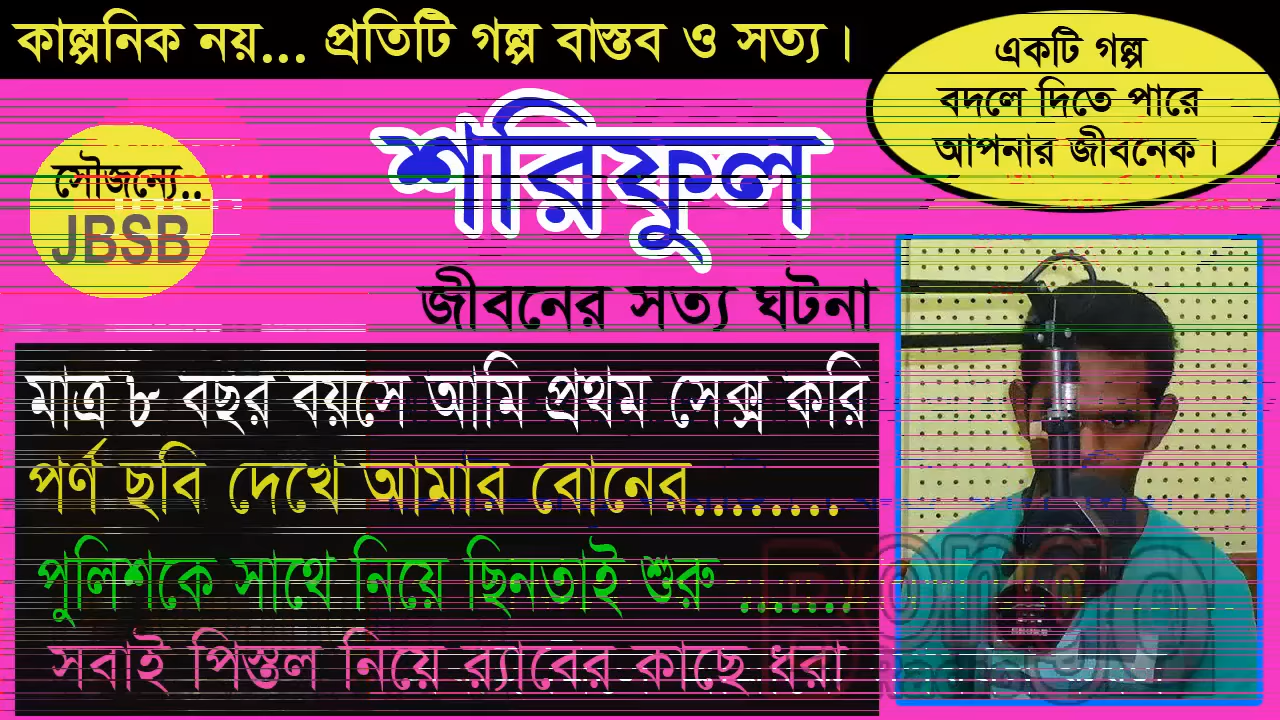 কাল্পনিক নয়... প্রতিটি গল্প বাস্তব ও সত্য।
একটি গল্প
বদলে দিতে পারে
আপনার জীবনেক।
সৌজন্যে..
JBSB
শরিফুল
জীবনের সত্য ঘটনা
মাত্র ৮ বছর বয়সে আমি প্রথম সেক্স করি
পর্ণ ছবি দেখে আমার বোনের........
পুলিশকে সাথে নিয়ে ছিনতাই শুরু .......
সবাই পিস্তল নিয়ে র‍্যাবের কাছে ধরা